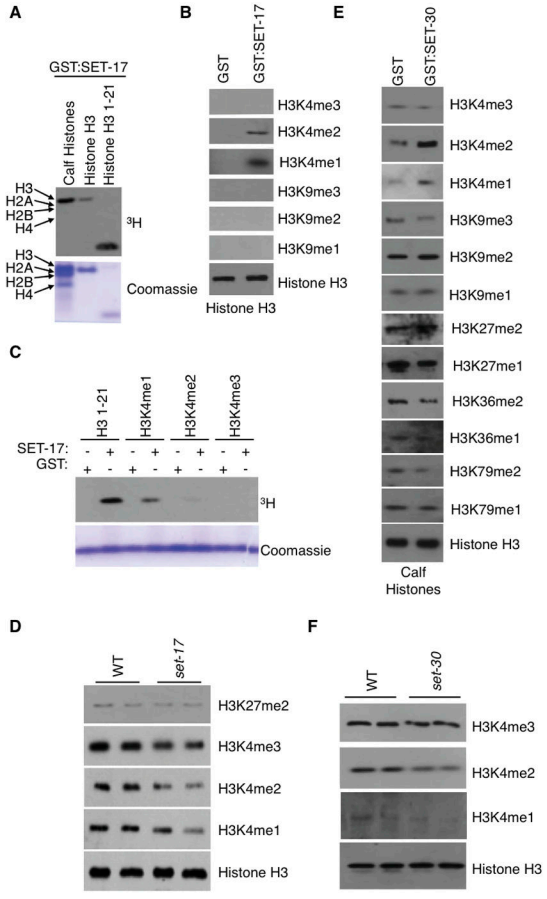 A
GST:SET-17
Calf Histones
Histone H3
Histone H3 1-21
H3
H2A
H2B
H4
³H
H3
H2A
H2B
H4
Coomassie
B
GST
GST:SET-17
H3K4me3
H3K4me2
H3K4me1
H3K9me3
H3K9me2
H3K9me1
Histone H3
Histone H3
C
H3 1-21
H3K4me1
H3K4me2
H3K4me3
SET-17: - + - + - + - +
GST: + - + - + - + -
³H
Coomassie
E
GST
GST:SET-30
H3K4me3
H3K4me2
H3K4me1
H3K9me3
H3K9me2
H3K9me1
H3K27me2
H3K27me1
H3K36me2
H3K36me1
H3K79me2
H3K79me1
Histone H3
Calf
Histones
D
WT
set-17
H3K27me2
H3K4me3
H3K4me2
H3K4me1
Histone H3
F
WT
set-30
H3K4me3
H3K4me2
H3K4me1
Histone H3